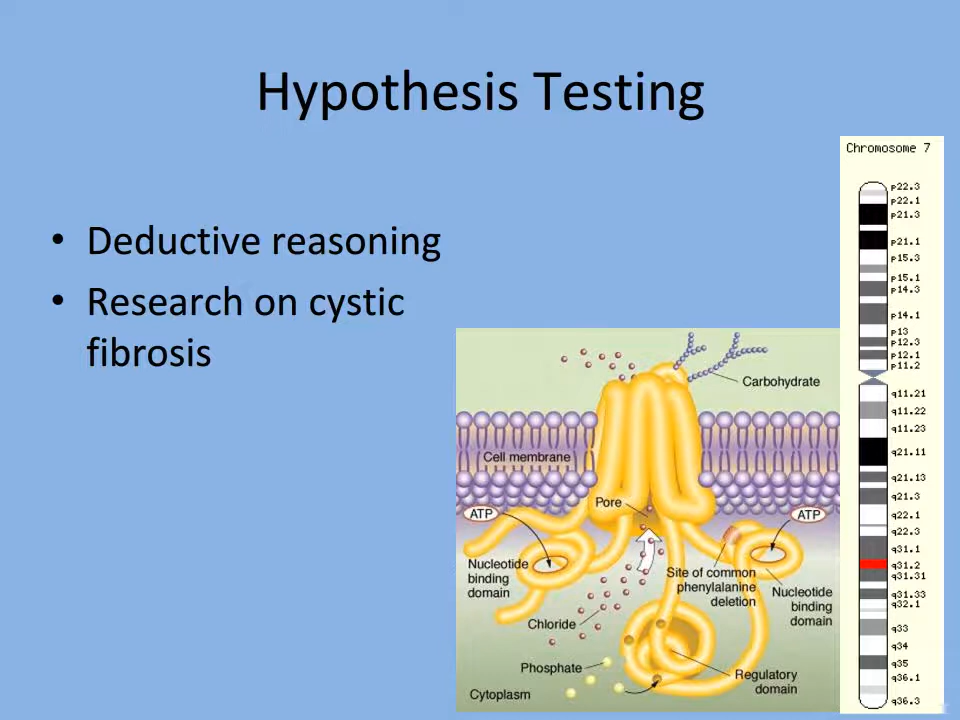 Hypothesis Testing
• Deductive reasoning
• Research on cystic
fibrosis
Carbohydrate
Cell membrane
Pore
ATP
ATP
Nucleotide
binding
domain
Site of common
phenylalanine
deletion
Nucleotide
binding
domain
Chloride
Phosphate
Regulatory
domain
Cytoplasm
Chromosome 7
p22.3
p22.1
p21.3
p21.1
p15.3
p15.1
p14.3
p14.1
p13
p12.3
p12.1
p11.2
q11.21
q11.22
q11.23
q21.11
q21.13
q21.3
q22.1
q22.3
q31.1
q31.2
q31.31
q31.33
q32.1
q33
q34
q35
q36.1
q36.3